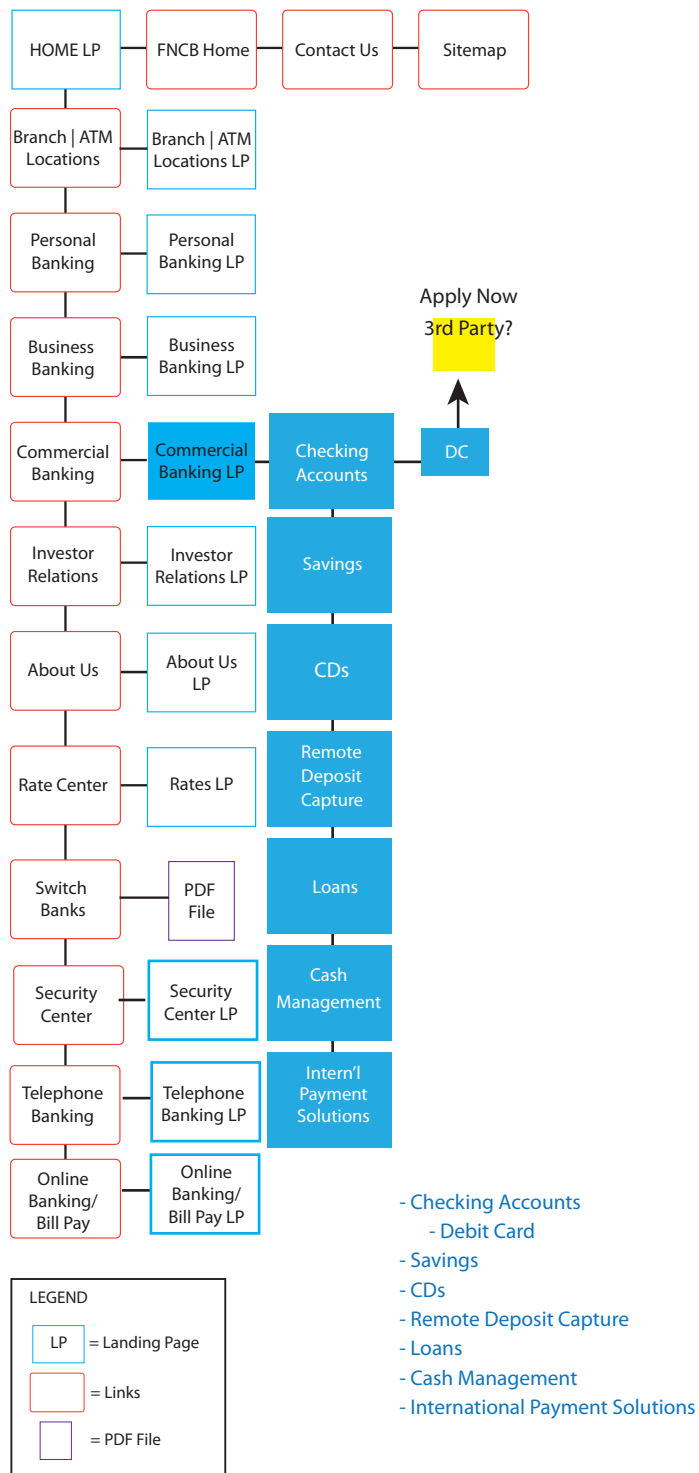 HOME LP
FNCB Home
Contact Us
Sitemap
Branch | ATM
Locations
Branch | ATM
Locations LP
Personal
Banking
Personal
Banking LP
Apply Now
3rd Party?
Business
Banking
Business
Banking LP
Commercial
Banking
Commercial
Banking LP
Checking
Accounts
DC
Investor
Relations
Investor
Relations LP
Savings
About Us
About Us
LP
CDs
Rate Center
Rates LP
Remote
Deposit
Capture
Switch
Banks
PDF
File
Loans
Security
Center
Security
Center LP
Cash
Management
Telephone
Banking
Telephone
Banking LP
Intern'l
Payment
Solutions
Online
Banking/
Bill Pay
Online
Banking/
Bill Pay LP
- Checking Accounts
- Debit Card
- Savings
- CDs
- Remote Deposit Capture
- Loans
- Cash Management
- International Payment Solutions
LEGEND
LP = Landing Page
= Links
= PDF File